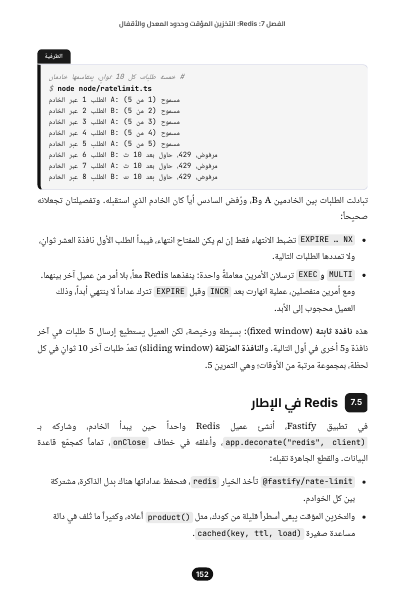 الفصل 7: Redis: التخزين المؤقت وحدود المعدل والأقفال
الطرفية
# خمسة طلبات كل 10 ثوانٍ يتقاسمها خادمان
$ node node/ratelimit.ts
الطلب 1 عبر الخادم A: مسموح (1 من 5)
الطلب 2 عبر الخادم B: مسموح (2 من 5)
الطلب 3 عبر الخادم A: مسموح (3 من 5)
الطلب 4 عبر الخادم B: مسموح (4 من 5)
الطلب 5 عبر الخادم A: مسموح (5 من 5)
الطلب 6 عبر الخادم B: مرفوض، 429، حاول بعد 10 ث
الطلب 7 عبر الخادم A: مرفوض، 429، حاول بعد 10 ث
الطلب 8 عبر الخادم B: مرفوض، 429، حاول بعد 10 ث
تبادلت الطلبات بين الخادمين A وB، ورُفض السادس أياً كان الخادم الذي استقبله. وتفصيلتان تجعلانه
صحيحاً:
• EXPIRE … NX تضبط الانتهاء فقط إن لم يكن للمفتاح انتهاء، فيبدأ الطلب الأول نافذة العشر ثوانٍ،
ولا تمددها الطلبات التالية.
• MULTI و EXEC ترسلان الأمرين معاملةً واحدة: ينفذهما Redis معاً، بلا أمر من عميل آخر بينهما.
ومع أمرين منفصلين، عملية انهارت بعد INCR وقبل EXPIRE تترك عداداً لا ينتهي أبداً، وذلك
العميل محجوب إلى الأبد.
هذه نافذة ثابتة (fixed window): بسيطة ورخيصة، لكن العميل يستطيع إرسال 5 طلبات في آخر
نافذة و5 أخرى في أول التالية. والنافذة المنزلقة (sliding window) تعدّ طلبات آخر 10 ثوانٍ في كل
لحظة، بمجموعة مرتبة من الأوقات؛ وهي التمرين 5.
7.5 Redis في الإطار
في تطبيق Fastify، أنشئ عميل Redis واحداً حين يبدأ الخادم، وشاركه بـ
app.decorate("redis", client)، وأغلقه في خطاف onClose، تماماً كمجمّع قاعدة
البيانات. والقطع الجاهزة تقبله:
• @fastify/rate-limit تأخذ الخيار redis، فتحفظ عداداتها هناك بدل الذاكرة، مشتركة
بين كل الخوادم.
• والتخزين المؤقت يبقى أسطراً قليلة من كودك، مثل product() أعلاه، وكثيراً ما تُلف في دالة
مساعدة صغيرة cached(key, ttl, load).
152